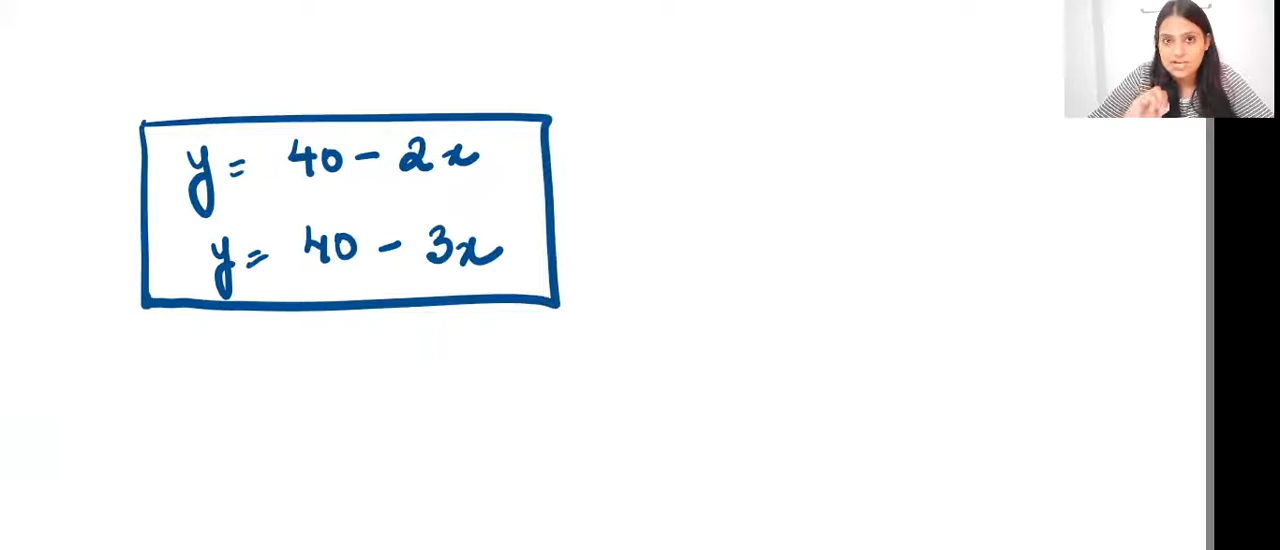 y = 40 - 2x
y = 40 - 3x